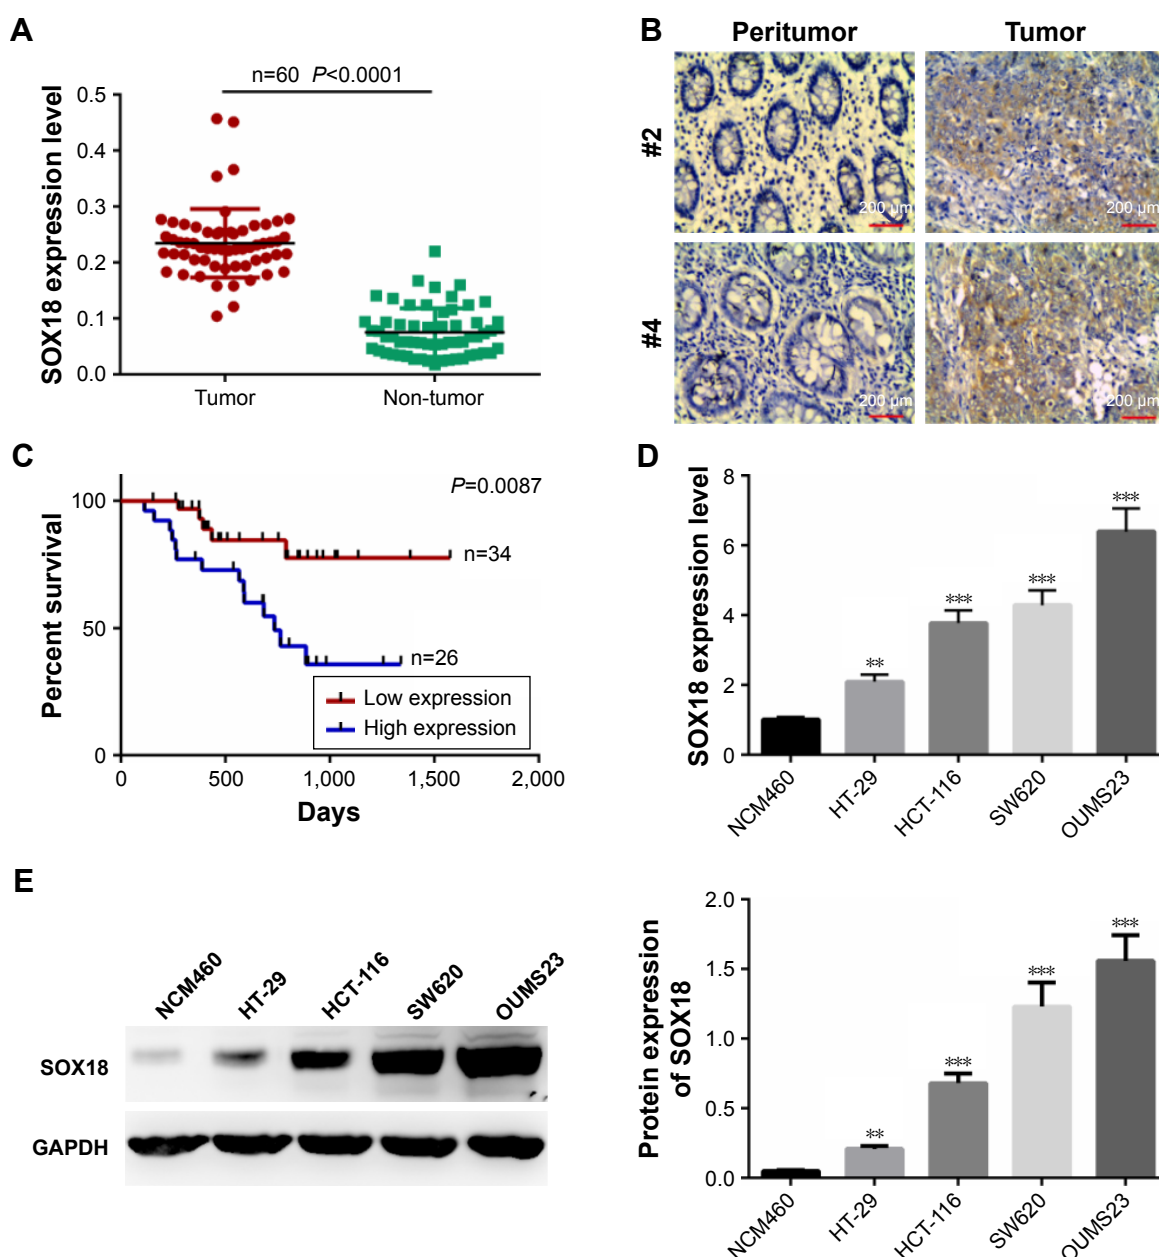 A
n=60 P<0.0001
SOX18 expression level
0.5
0.4
0.3
0.2
0.1
0.0
Tumor Non-tumor
B
Peritumor Tumor
#2
200 µm 200 µm
#4
200 µm 200 µm
C
P=0.0087
Percent survival
100
50
0
n=34
n=26
Low expression
High expression
0 500 1,000 1,500 2,000
Days
D
SOX18 expression level
8
6
4
2
0
** *** *** ***
NCM460 HT-29 HCT-116 SW620 OUMS23
E
NCM460 HT-29 HCT-116 SW620 OUMS23
SOX18
GAPDH
Protein expression
of SOX18
2.0
1.5
1.0
0.5
0.0
** *** *** ***
NCM460 HT-29 HCT-116 SW620 OUMS23